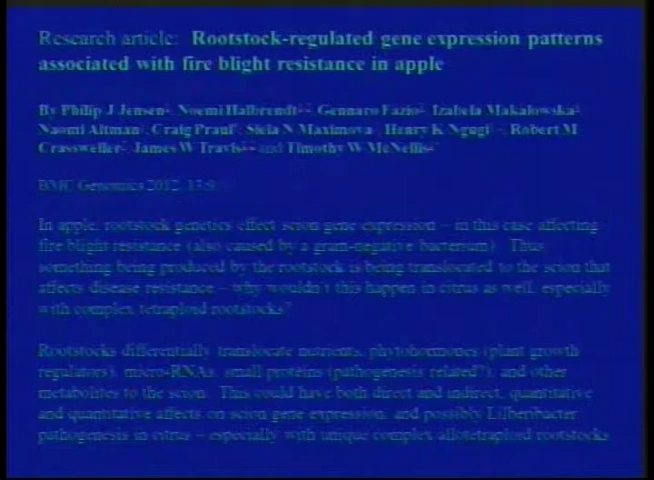 Research article: Rootstock-regulated gene expression patterns
associated with fire blight resistance in apple
By Philip J Jensen, Noemi Halbrendt, Gennaro Fazio, Izabela Makalowska,
Naomi Altman, Craig Praul, Siela N Maximova, Henry K Ngugi, Robert M
Crassweller, James W Travis and Timothy W McNellis
BMC Genomics 2012, 13:9
In apple, rootstock genetics effect scion gene expression – in this case affecting
fire blight resistance (also caused by a gram-negative bacterium). Thus,
something being produced by the rootstock is being translocated to the scion that
affects disease resistance – why wouldn't this happen in citrus as well, especially
with complex tetraploid rootstocks?
Rootstocks differentially translocate nutrients, phytohormones (plant growth
regulators), micro-RNAs, small proteins (pathogenesis related?), and other
metabolites to the scion. This could have both direct and indirect, quantitative
and quantitative affects on scion gene expression, and possibly Liberibacter
pathogenesis in citrus – especially with unique complex allotetraploid rootstocks